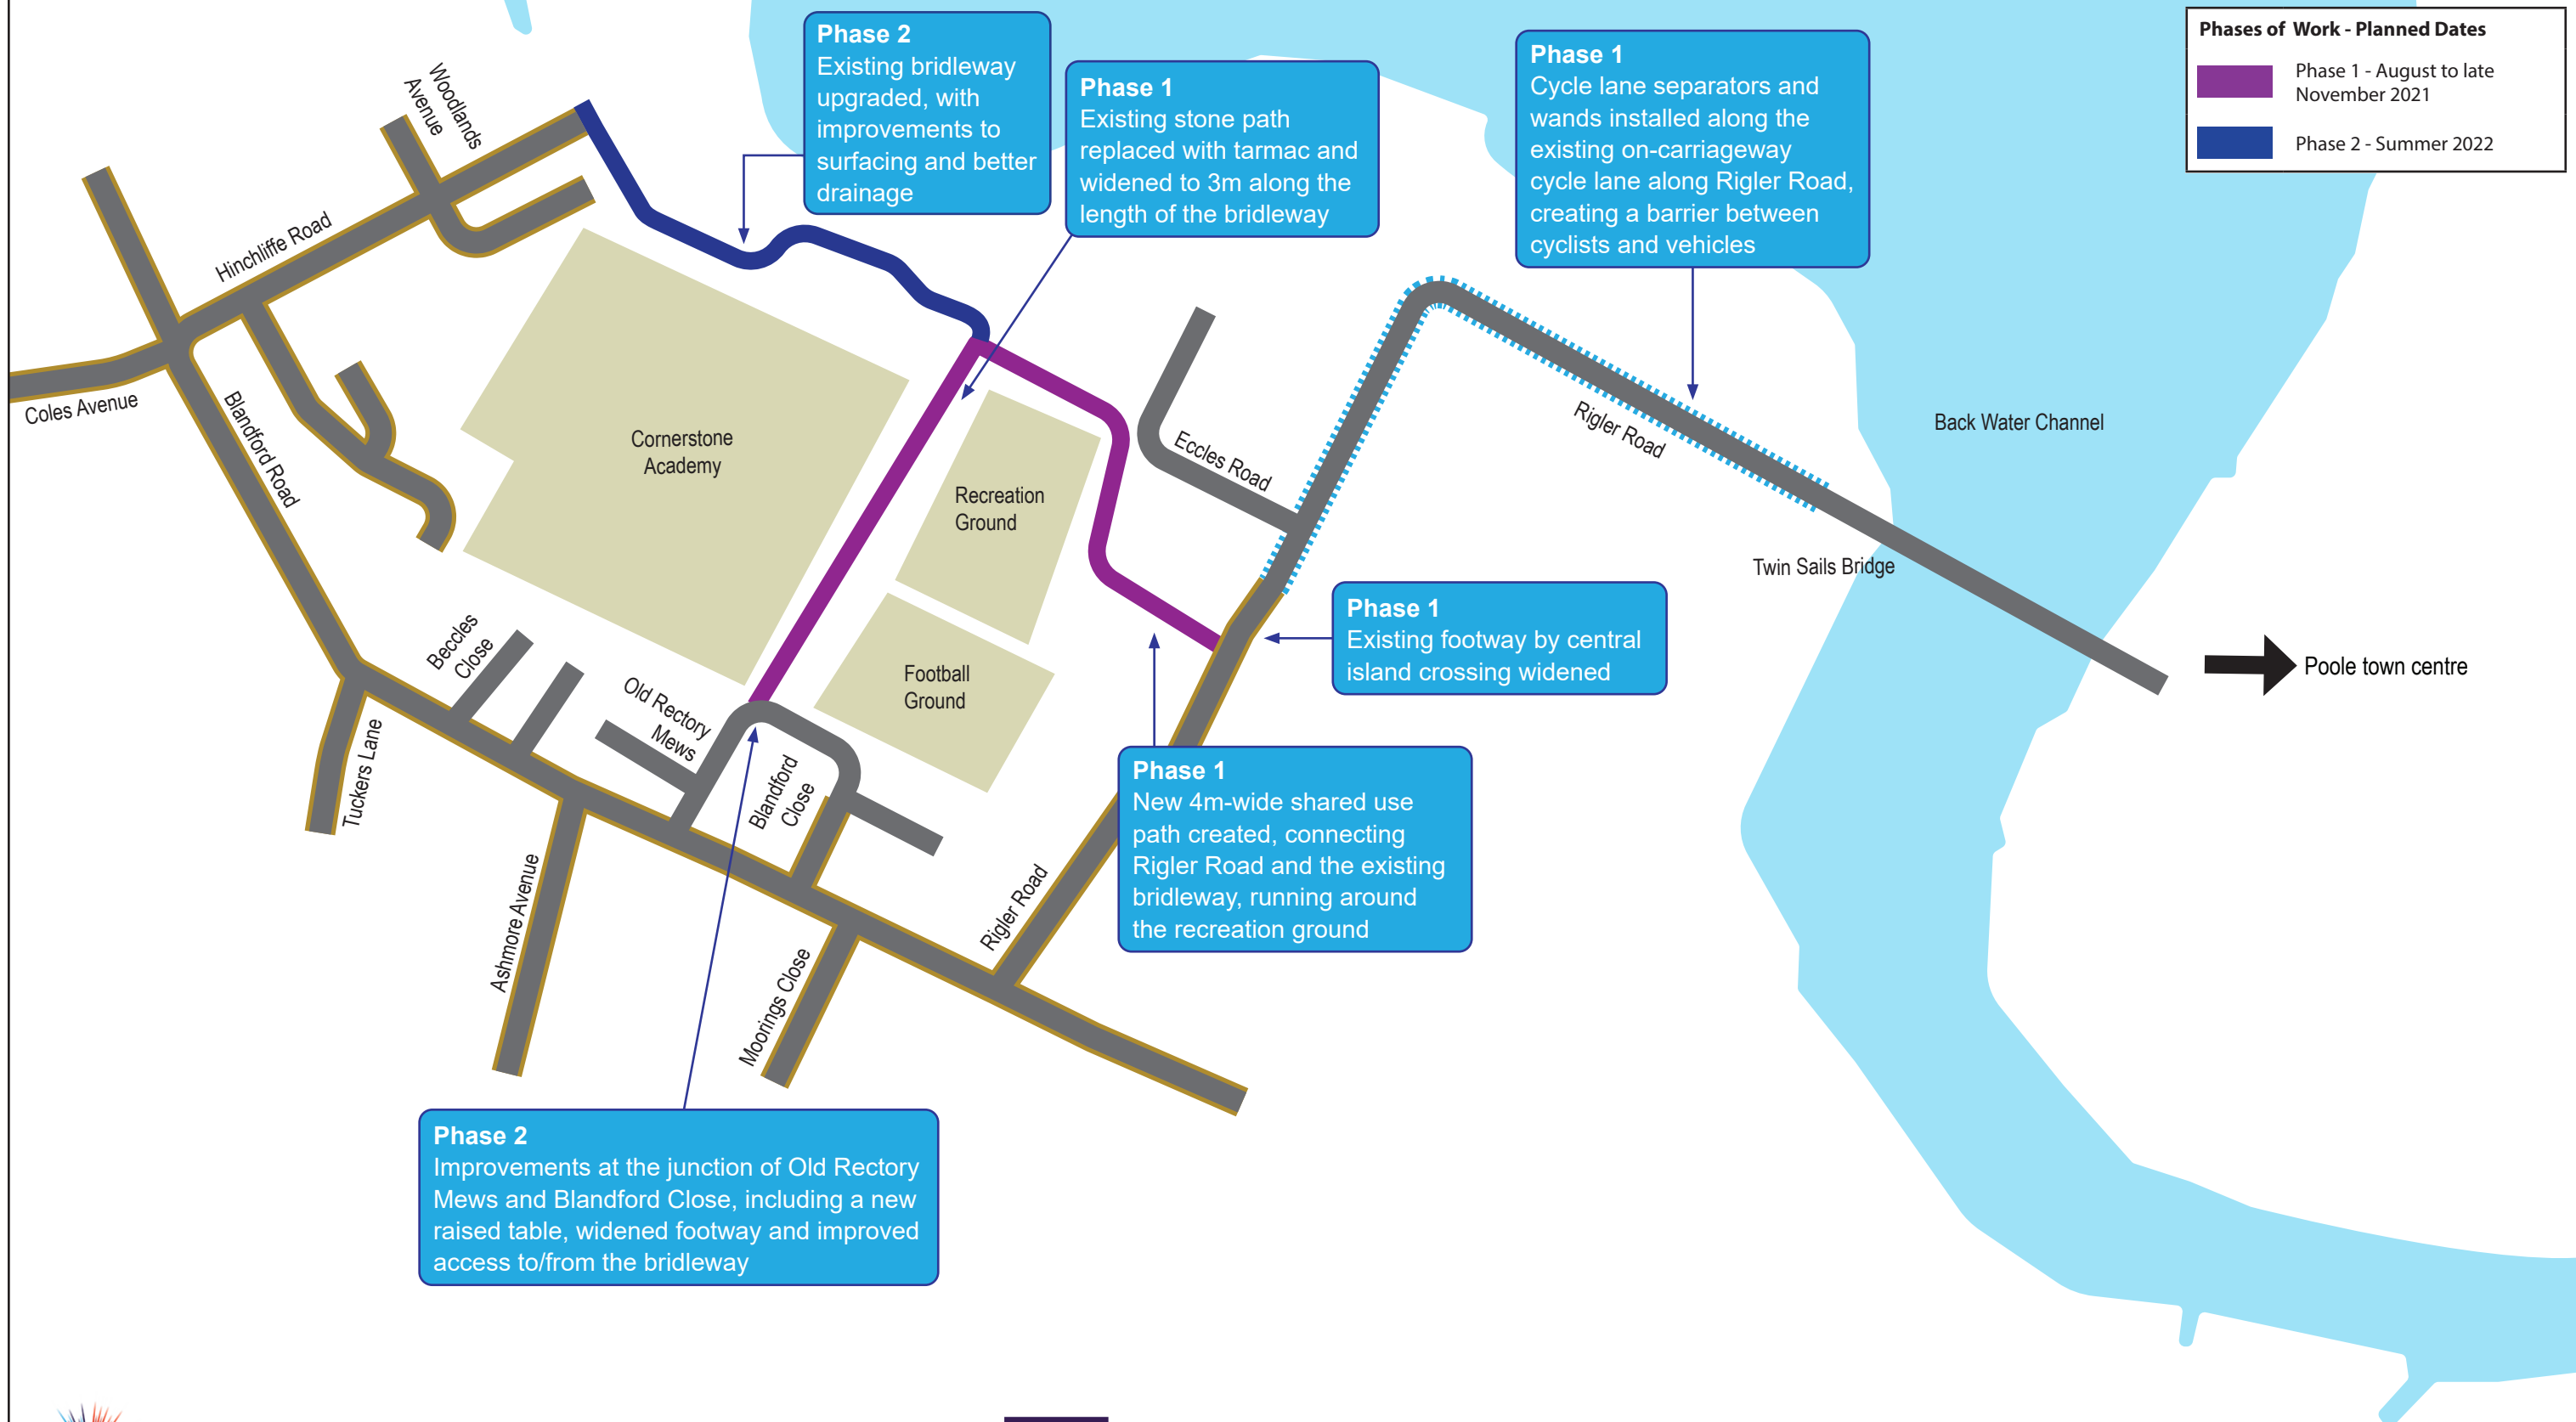 Phases of Work - Planned Dates
Phase 1 - August to late
November 2021
Phase 2 - Summer 2022
Phase 2
Existing bridleway
upgraded, with
improvements to
surfacing and better
drainage
Phase 1
Existing stone path
replaced with tarmac and
widened to 3m along the
length of the bridleway
Phase 1
Cycle lane separators and
wands installed along the
existing on-carriageway
cycle lane along Rigler Road,
creating a barrier between
cyclists and vehicles
Woodlands
Avenue
Hinchliffe Road
Coles Avenue
Blandford Road
Cornerstone
Academy
Recreation
Ground
Eccles Road
Rigler Road
Back Water Channel
Twin Sails Bridge
Phase 1
Existing footway by central
island crossing widened
Poole town centre
Beccles
Close
Old Rectory
Mews
Football
Ground
Tuckers Lane
Blandford
Close
Phase 1
New 4m-wide shared use
path created, connecting
Rigler Road and the existing
bridleway, running around
the recreation ground
Ashmore Avenue
Moorings Close
Rigler Road
Phase 2
Improvements at the junction of Old Rectory
Mews and Blandford Close, including a new
raised table, widened footway and improved
access to/from the bridleway